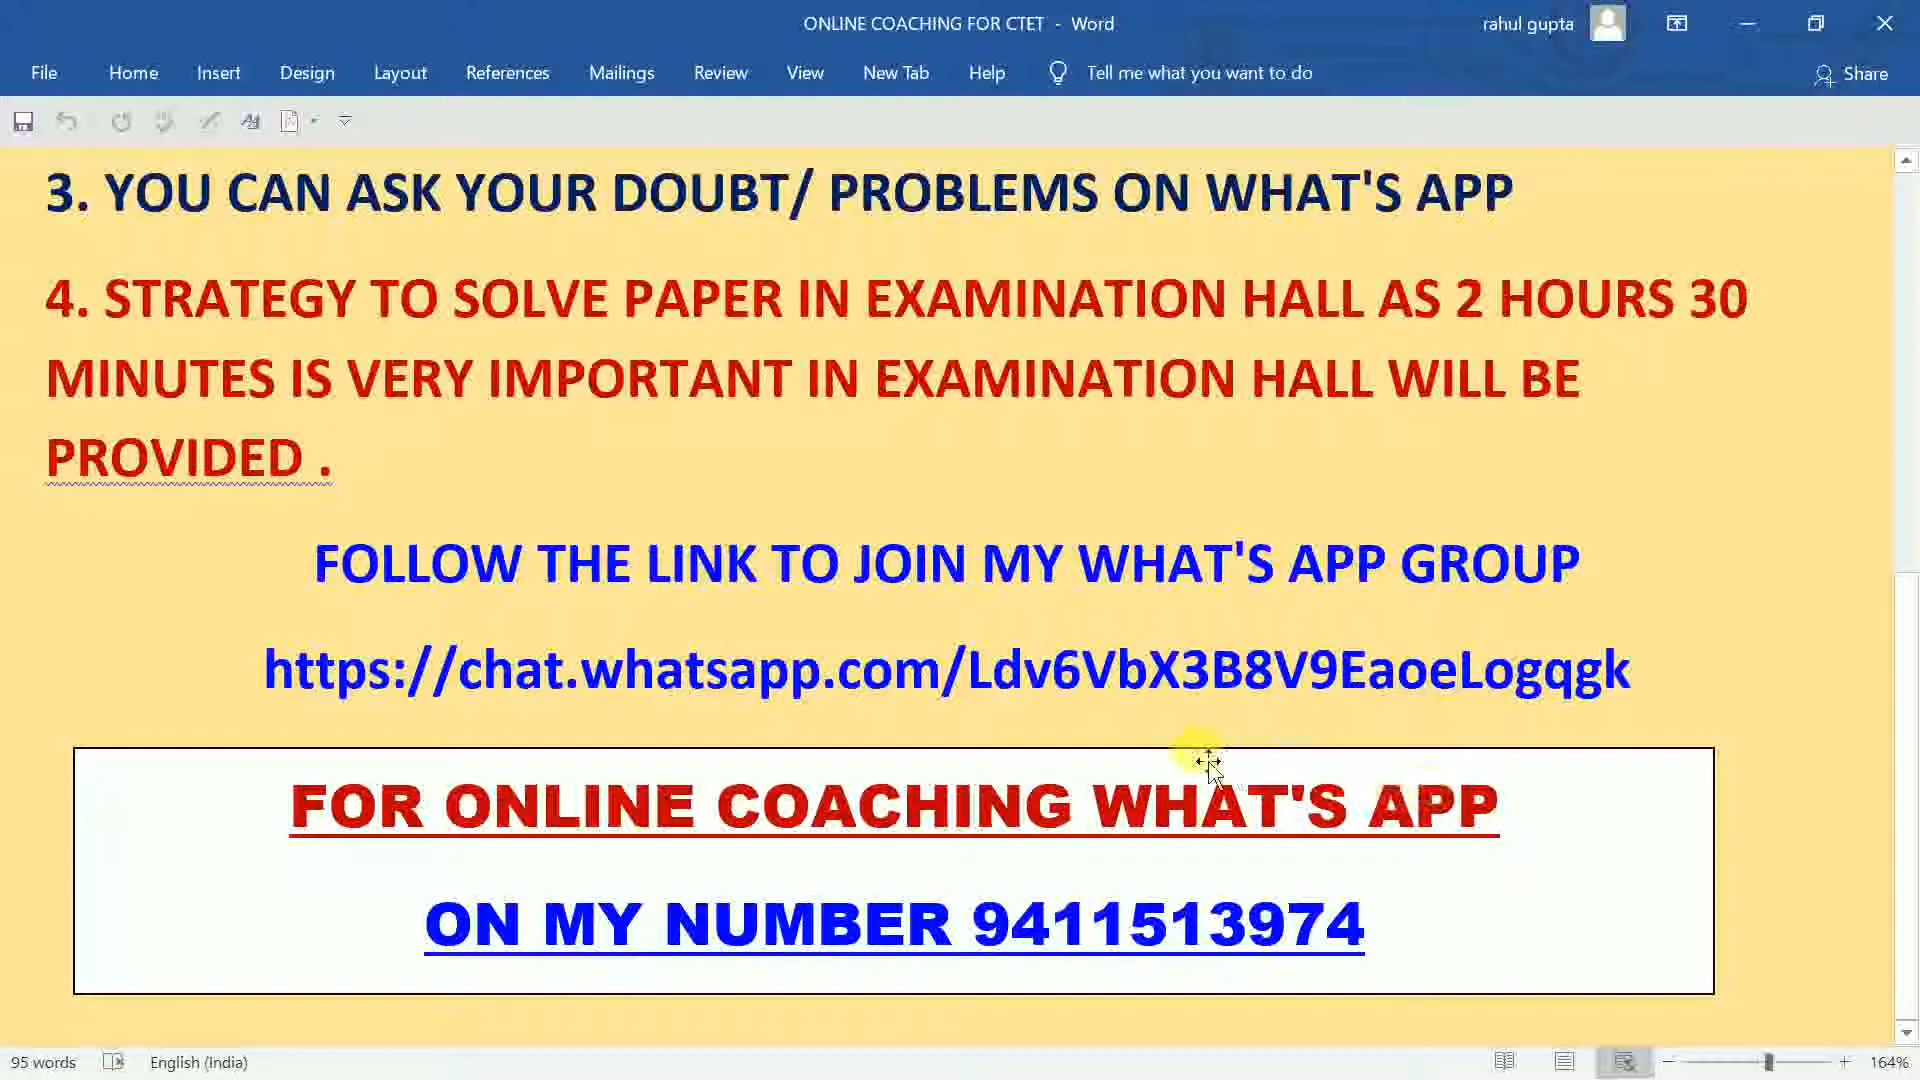 ONLINE COACHING FOR CTET - Word
rahul gupta
File Home Insert Design Layout References Mailings Review View New Tab Help Tell me what you want to do Share
3. YOU CAN ASK YOUR DOUBT/ PROBLEMS ON WHAT'S APP
4. STRATEGY TO SOLVE PAPER IN EXAMINATION HALL AS 2 HOURS 30
MINUTES IS VERY IMPORTANT IN EXAMINATION HALL WILL BE
PROVIDED .
FOLLOW THE LINK TO JOIN MY WHAT'S APP GROUP
https://chat.whatsapp.com/Ldv6VbX3B8V9EaoeLogqgk
FOR ONLINE COACHING WHAT'S APP
ON MY NUMBER 9411513974
95 words English (India) 164%